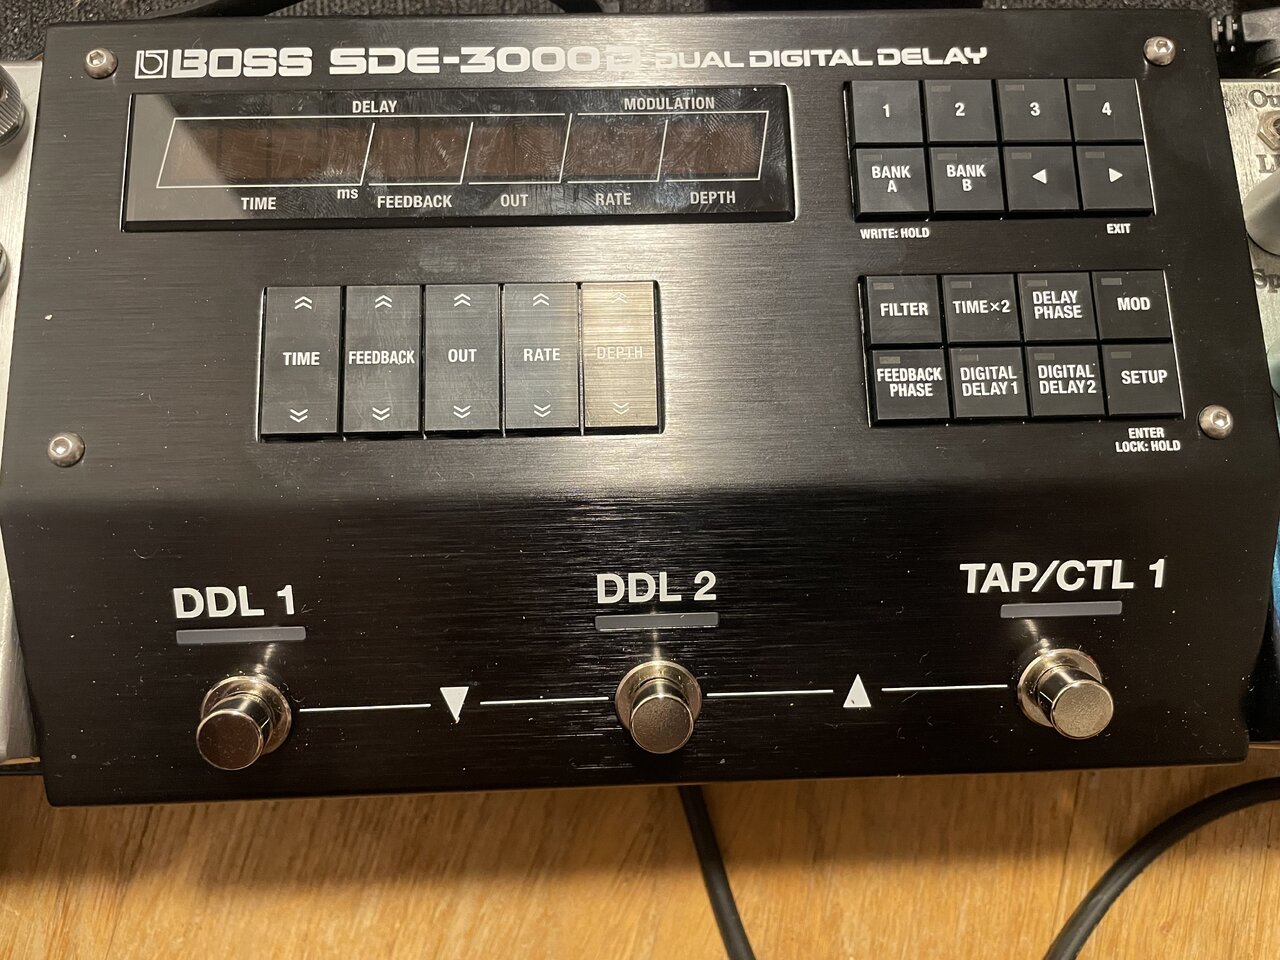 BOSS SDE-3000D DUAL DIGITAL DELAY
DELAY
MODULATION
ms
TIME
FEEDBACK
OUT
RATE
DEPTH
1
2
3
4
BANK
A
BANK
B
◀
▶
WRITE: HOLD
EXIT
TIME
FEEDBACK
OUT
RATE
DEPTH
FILTER
TIME×2
DELAY
PHASE
MOD
FEEDBACK
PHASE
DIGITAL
DELAY 1
DIGITAL
DELAY 2
SETUP
ENTER
LOCK: HOLD
DDL 1
DDL 2
TAP/CTL 1